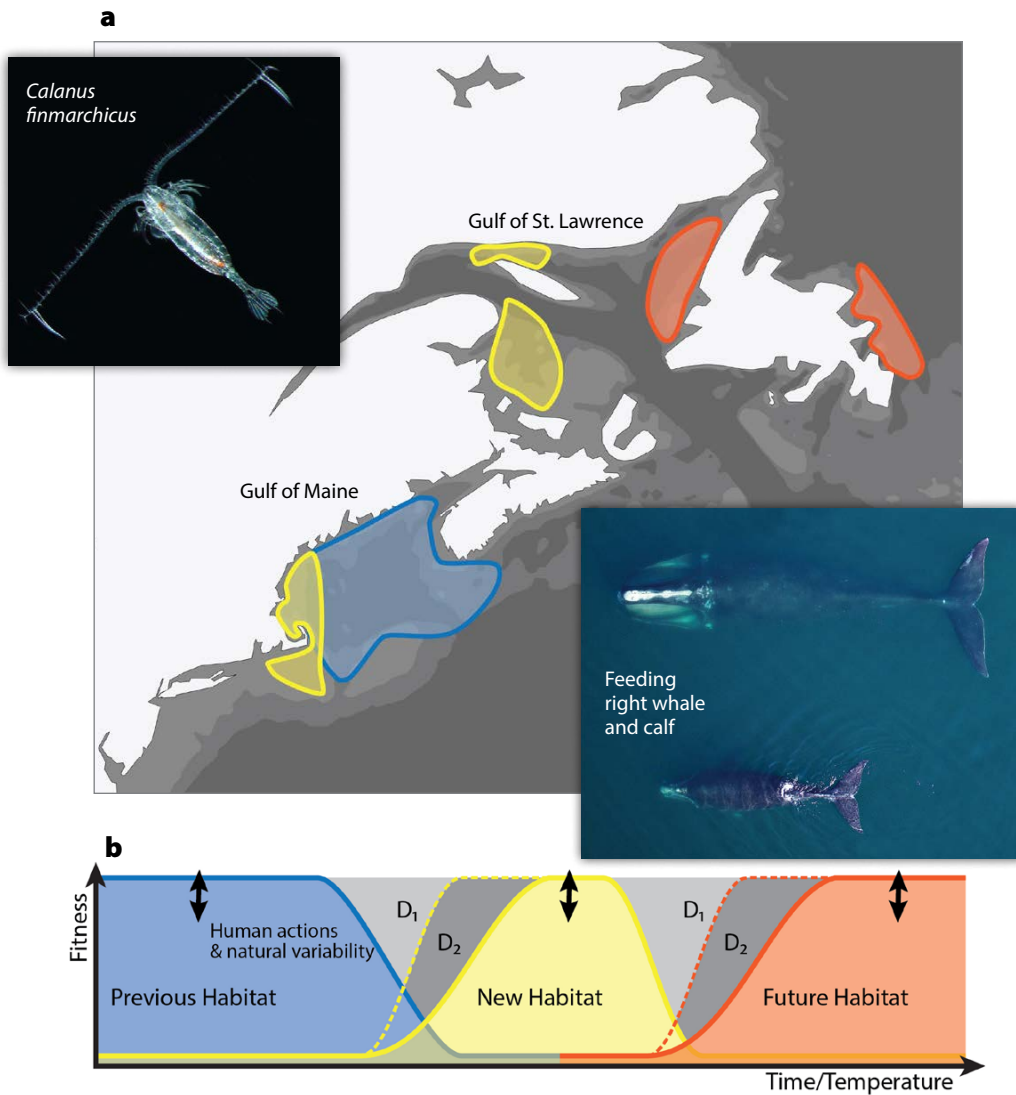 a
Calanus
finmarchicus
Gulf of St. Lawrence
Gulf of Maine
Feeding
right whale
and calf
b
Fitness
Human actions
& natural variability
D₁
D₂
D₁
D₂
Previous Habitat
New Habitat
Future Habitat
Time/Temperature